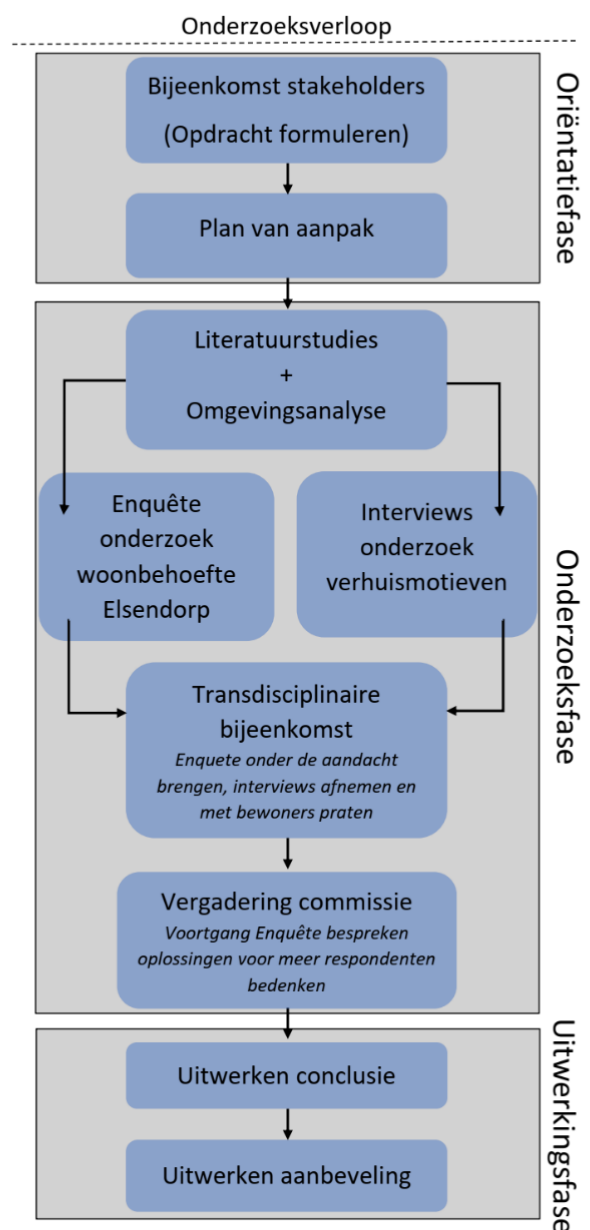 Onderzoeksverloop
Oriëntatiefase
Bijeenkomst stakeholders
(Opdracht formuleren)
Plan van aanpak
Onderzoeksfase
Literatuurstudies
+
Omgevingsanalyse
Enquête
onderzoek
woonbehoefte
Elsendorp
Interviews
onderzoek
verhuismotieven
Transdisciplinaire
bijeenkomst
Enquete onder de aandacht
brengen, interviews afnemen en
met bewoners praten
Vergadering commissie
Voortgang Enquête bespreken
oplossingen voor meer respondenten
bedenken
Uitwerkingsfase
Uitwerken conclusie
Uitwerken aanbeveling